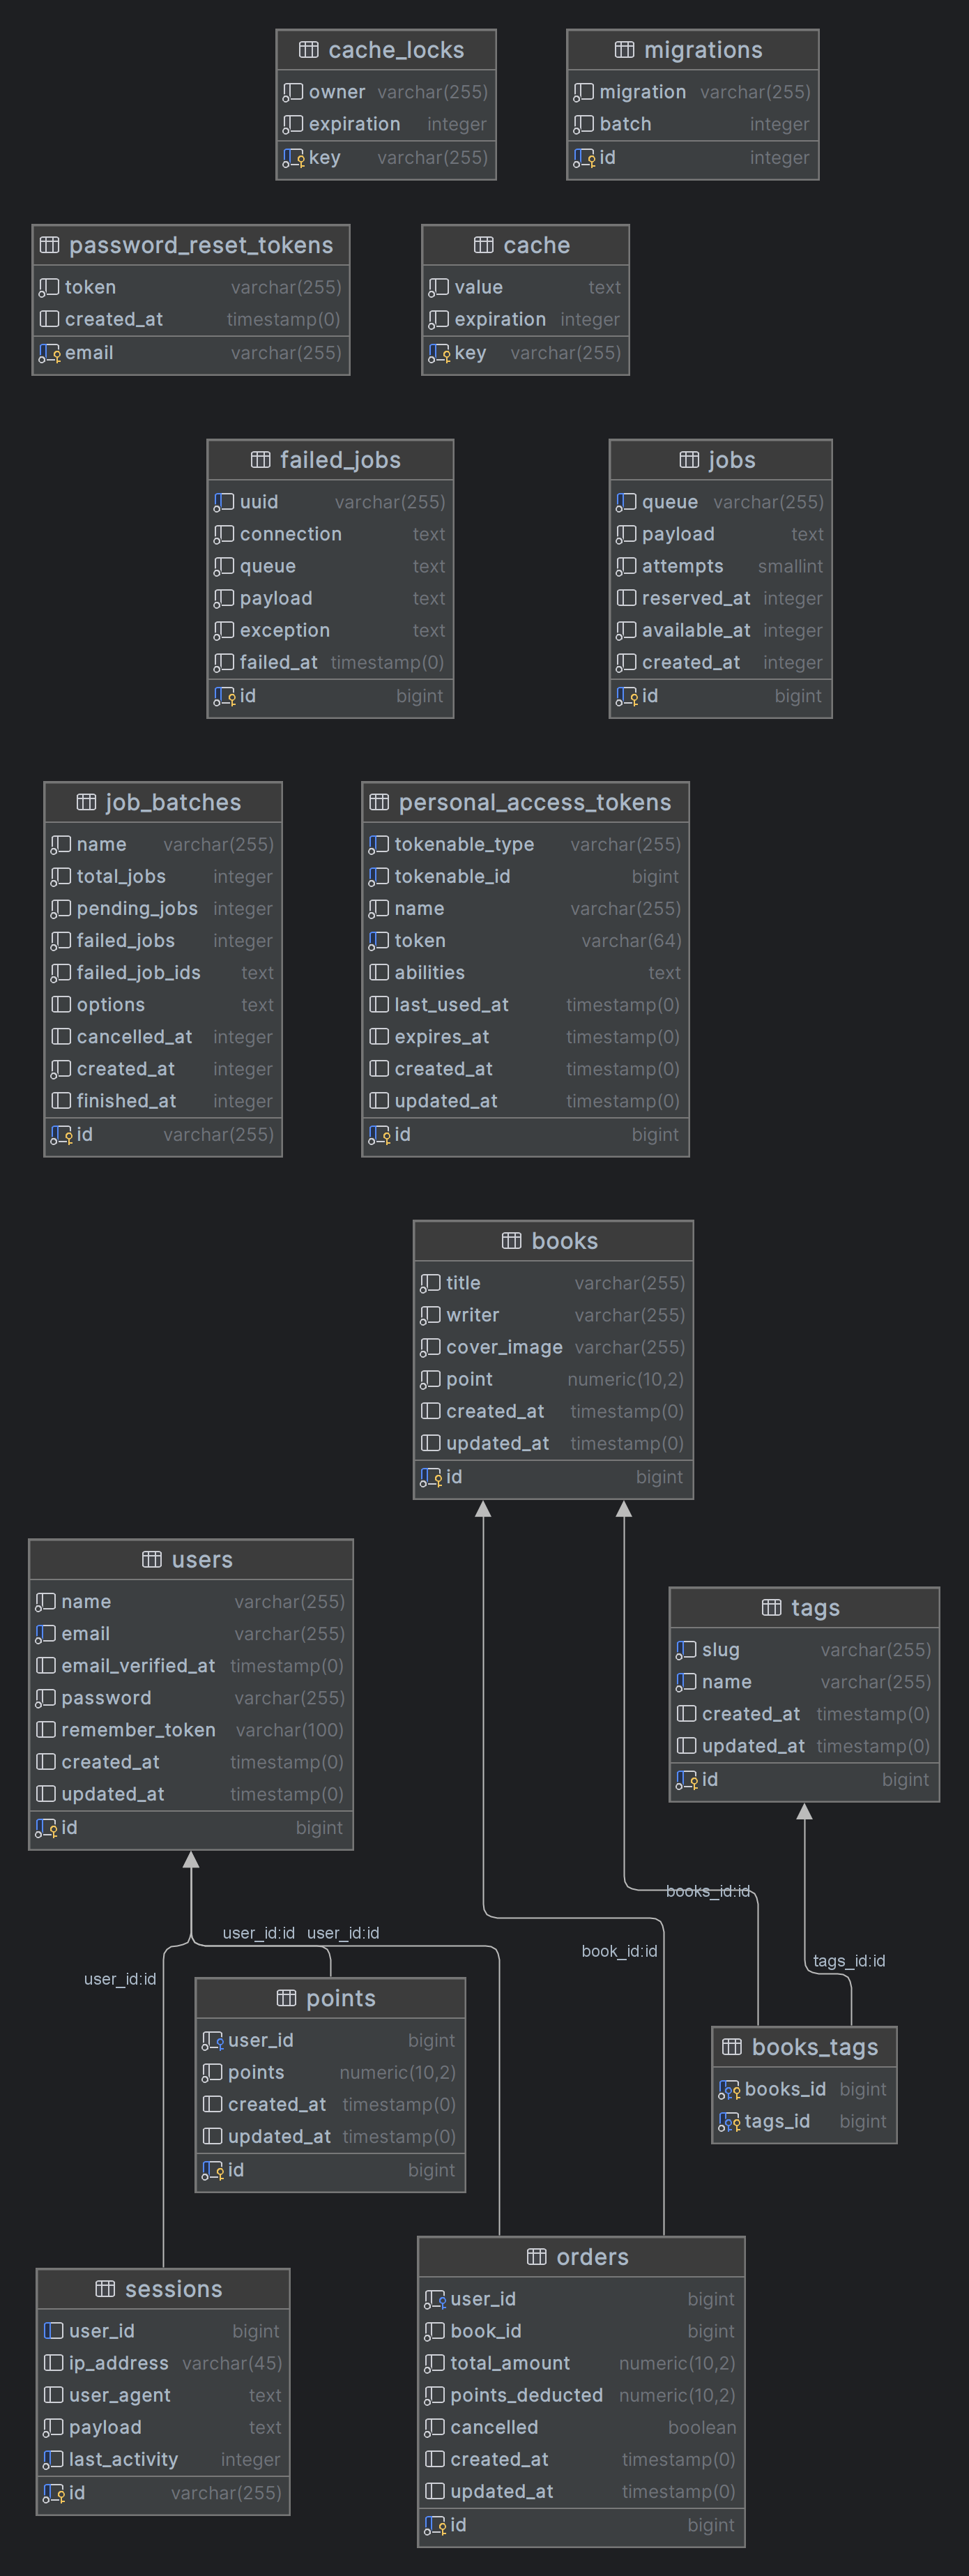 cache_locks
owner varchar(255)
expiration integer
key varchar(255)
migrations
migration varchar(255)
batch integer
id integer
password_reset_tokens
token varchar(255)
created_at timestamp(0)
email varchar(255)
cache
value text
expiration integer
key varchar(255)
failed_jobs
uuid varchar(255)
connection text
queue text
payload text
exception text
failed_at timestamp(0)
id bigint
jobs
queue varchar(255)
payload text
attempts smallint
reserved_at integer
available_at integer
created_at integer
id bigint
job_batches
name varchar(255)
total_jobs integer
pending_jobs integer
failed_jobs integer
failed_job_ids text
options text
cancelled_at integer
created_at integer
finished_at integer
id varchar(255)
personal_access_tokens
tokenable_type varchar(255)
tokenable_id bigint
name varchar(255)
token varchar(64)
abilities text
last_used_at timestamp(0)
expires_at timestamp(0)
created_at timestamp(0)
updated_at timestamp(0)
id bigint
books
title varchar(255)
writer varchar(255)
cover_image varchar(255)
point numeric(10,2)
created_at timestamp(0)
updated_at timestamp(0)
id bigint
users
name varchar(255)
email varchar(255)
email_verified_at timestamp(0)
password varchar(255)
remember_token varchar(100)
created_at timestamp(0)
updated_at timestamp(0)
id bigint
tags
slug varchar(255)
name varchar(255)
created_at timestamp(0)
updated_at timestamp(0)
id bigint
books_id:id
user_id:id user_id:id
book_id:id
tags_id:id
user_id:id
points
user_id bigint
points numeric(10,2)
created_at timestamp(0)
updated_at timestamp(0)
id bigint
books_tags
books_id bigint
tags_id bigint
sessions
user_id bigint
ip_address varchar(45)
user_agent text
payload text
last_activity integer
id varchar(255)
orders
user_id bigint
book_id bigint
total_amount numeric(10,2)
points_deducted numeric(10,2)
cancelled boolean
created_at timestamp(0)
updated_at timestamp(0)
id bigint